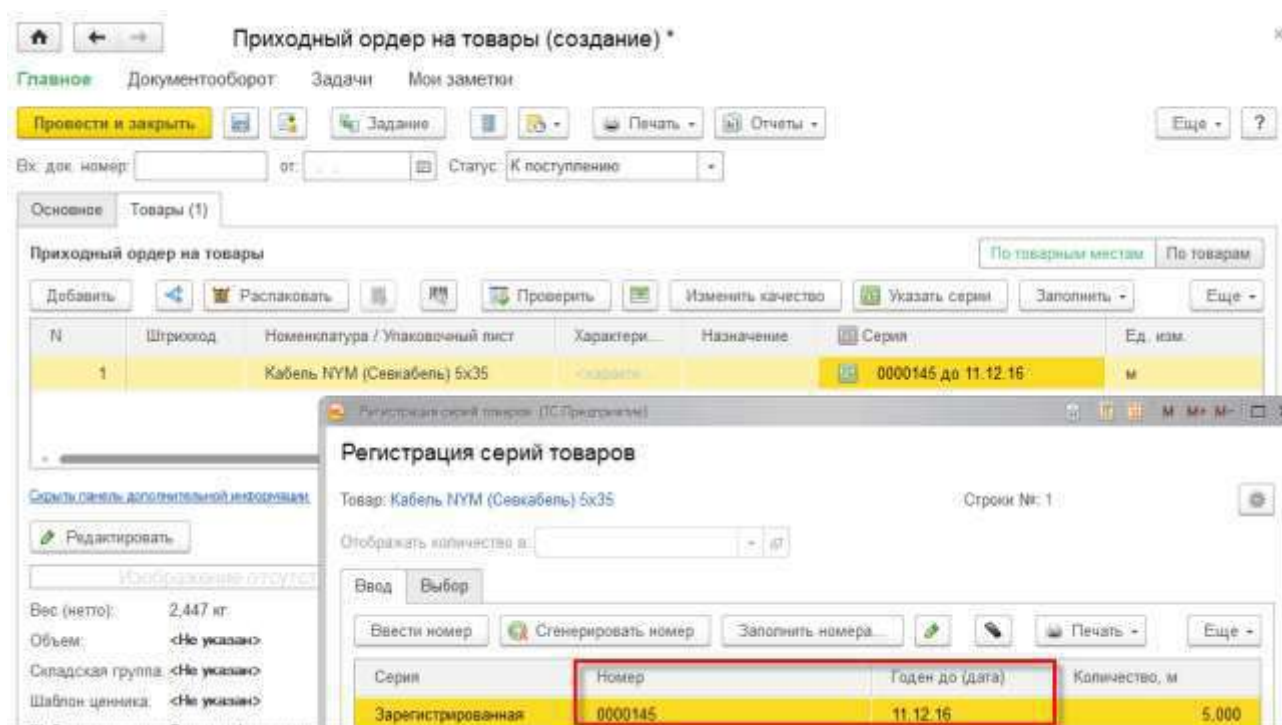 Приходный ордер на товары (создание) *
Главное Документооборот Задачи Мои заметки
Провести и закрыть Задание Печать Отчеты Еще ?
Вх. док. номер: от: Статус: К поступлению
Основное Товары (1)
Приходный ордер на товары По товарным местам По товарам
Добавить Распаковать Проверить Изменить качество Указать серии Заполнить Еще
N Штрихкод Номенклатура / Упаковочный лист Характери... Назначение Серия Ед. изм.
1 Кабель NYM (Севкабель) 5x35 <характе... 0000145 до 11.12.16 м
Регистрация серий товаров (1С:Предприятие) M M+ M-
Регистрация серий товаров
Скрыть панель дополнительной информации
Товар: Кабель NYM (Севкабель) 5x35 Строки №: 1
Редактировать
Отображать количество в:
Изображение отсутст
Ввод Выбор
Вес (нетто): 2,447 кг
Ввести номер Сгенерировать номер Заполнить номера... Печать Еще
Объем: <Не указан>
Складская группа: <Не указан>
Серия Номер Годен до (дата) Количество, м
Шаблон ценника: <Не указан>
Зарегистрированная 0000145 11.12.16 5,000